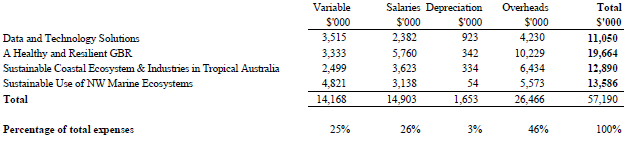 Variable Salaries Depreciation Overheads Total
$'000 $'000 $'000 $'000 $'000
Data and Technology Solutions 3,515 2,382 923 4,230 11,050
A Healthy and Resilient GBR 3,333 5,760 342 10,229 19,664
Sustainable Coastal Ecosystem & Industries in Tropical Australia 2,499 3,623 334 6,434 12,890
Sustainable Use of NW Marine Ecosystems 4,821 3,138 54 5,573 13,586
Total 14,168 14,903 1,653 26,466 57,190
Percentage of total expenses 25% 26% 3% 46% 100%